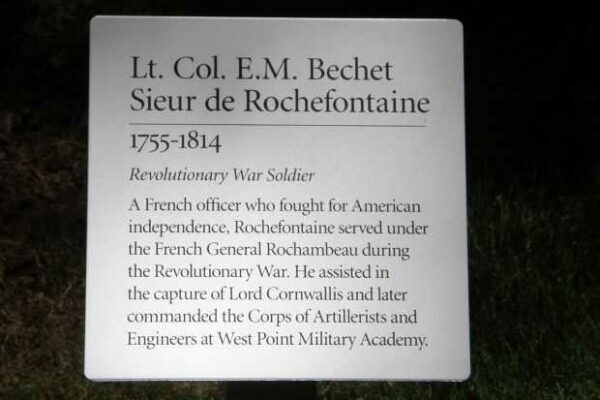 Lt. Col. E.M. Bechet
Sieur de Rochefontaine
1755-1814
Revolutionary War Soldier
A French officer who fought for American
independence, Rochefontaine served under
the French General Rochambeau during
the Revolutionary War. He assisted in
the capture of Lord Cornwallis and later
commanded the Corps of Artillerists and
Engineers at West Point Military Academy.